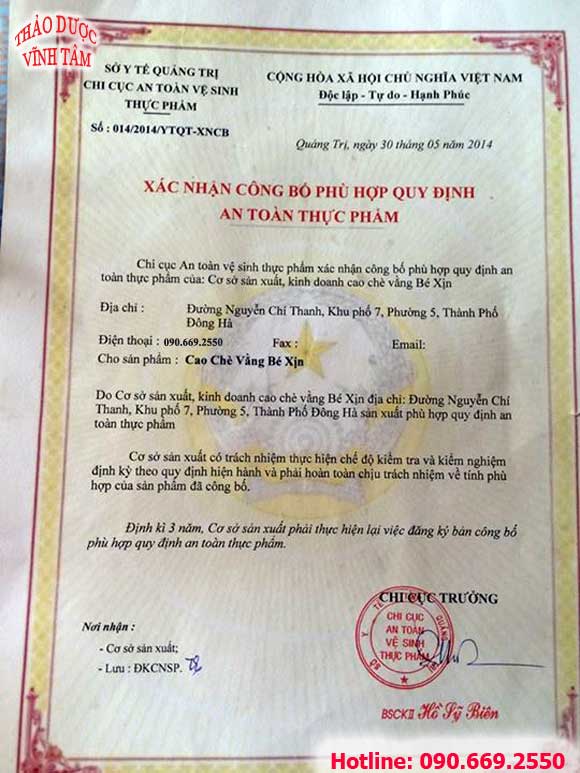 THẢO DƯỢC
VĨNH TÂM
SỞ Y TẾ QUẢNG TRỊ
CHI CỤC AN TOÀN VỆ SINH
THỰC PHẨM
Số : 014/2014/YTQT-XNCB
CỘNG HÒA XÃ HỘI CHỦ NGHĨA VIỆT NAM
Độc lập - Tự do - Hạnh Phúc
Quảng Trị, ngày 30 tháng 05 năm 2014
XÁC NHẬN CÔNG BỐ PHÙ HỢP QUY ĐỊNH
AN TOÀN THỰC PHẨM
Chi cục An toàn vệ sinh thực phẩm xác nhận công bố phù hợp quy định an
toàn thực phẩm của: Cơ sở sản xuất, kinh doanh cao chè vằng Bé Xịn
Địa chỉ : Đường Nguyễn Chí Thanh, Khu phố 7, Phường 5, Thành Phố
Đông Hà
Điện thoại : 090.669.2550 Fax : Email:
Cho sản phẩm : Cao Chè Vằng Bé Xịn
Do Cơ sở sản xuất, kinh doanh cao chè vằng Bé Xịn địa chỉ: Đường Nguyễn Chí
Thanh, Khu phố 7, Phường 5, Thành Phố Đông Hà sản xuất phù hợp quy định an
toàn thực phẩm
Cơ sở sản xuất có trách nhiệm thực hiện chế độ kiểm tra và kiểm nghiệm
định kỳ theo quy định hiện hành và phải hoàn toàn chịu trách nhiệm về tính phù
hợp của sản phẩm đã công bố.
Định kì 3 năm, Cơ sở sản xuất phải thực hiện lại việc đăng ký bản công bố
phù hợp quy định an toàn thực phẩm.
CHI CỤC TRƯỞNG
CHI CỤC
AN TOÀN
VỆ SINH
THỰC PHẨM
Nơi nhận :
- Cơ sở sản xuất;
- Lưu : ĐKCNSP.
BSCKII Hồ Sỹ Biên
Hotline: 090.669.2550